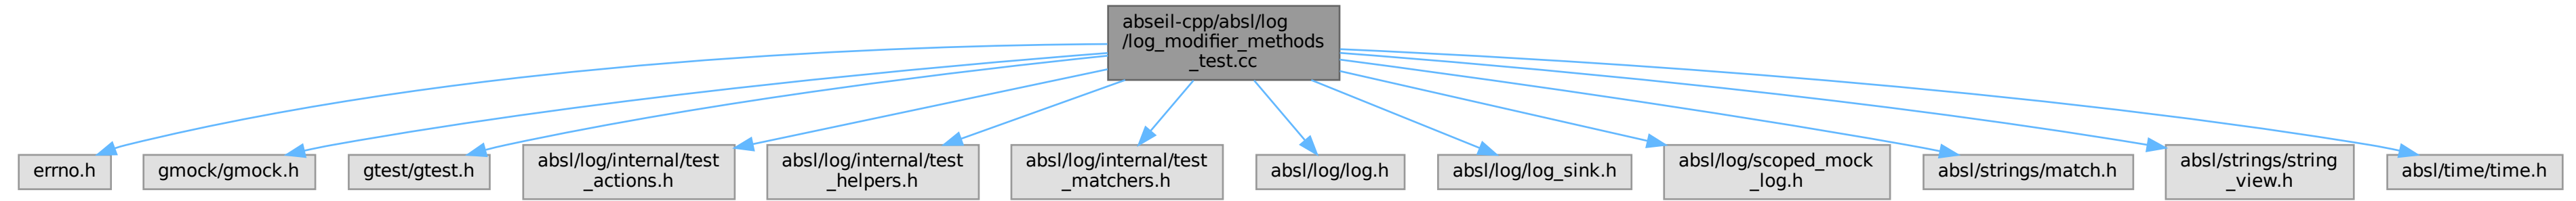 abseil-cpp/absl/log
/log_modifier_methods
_test.cc
errno.h
gmock/gmock.h
gtest/gtest.h
absl/log/internal/test
_actions.h
absl/log/internal/test
_helpers.h
absl/log/internal/test
_matchers.h
absl/log/log.h
absl/log/log_sink.h
absl/log/scoped_mock
_log.h
absl/strings/match.h
absl/strings/string
_view.h
absl/time/time.h